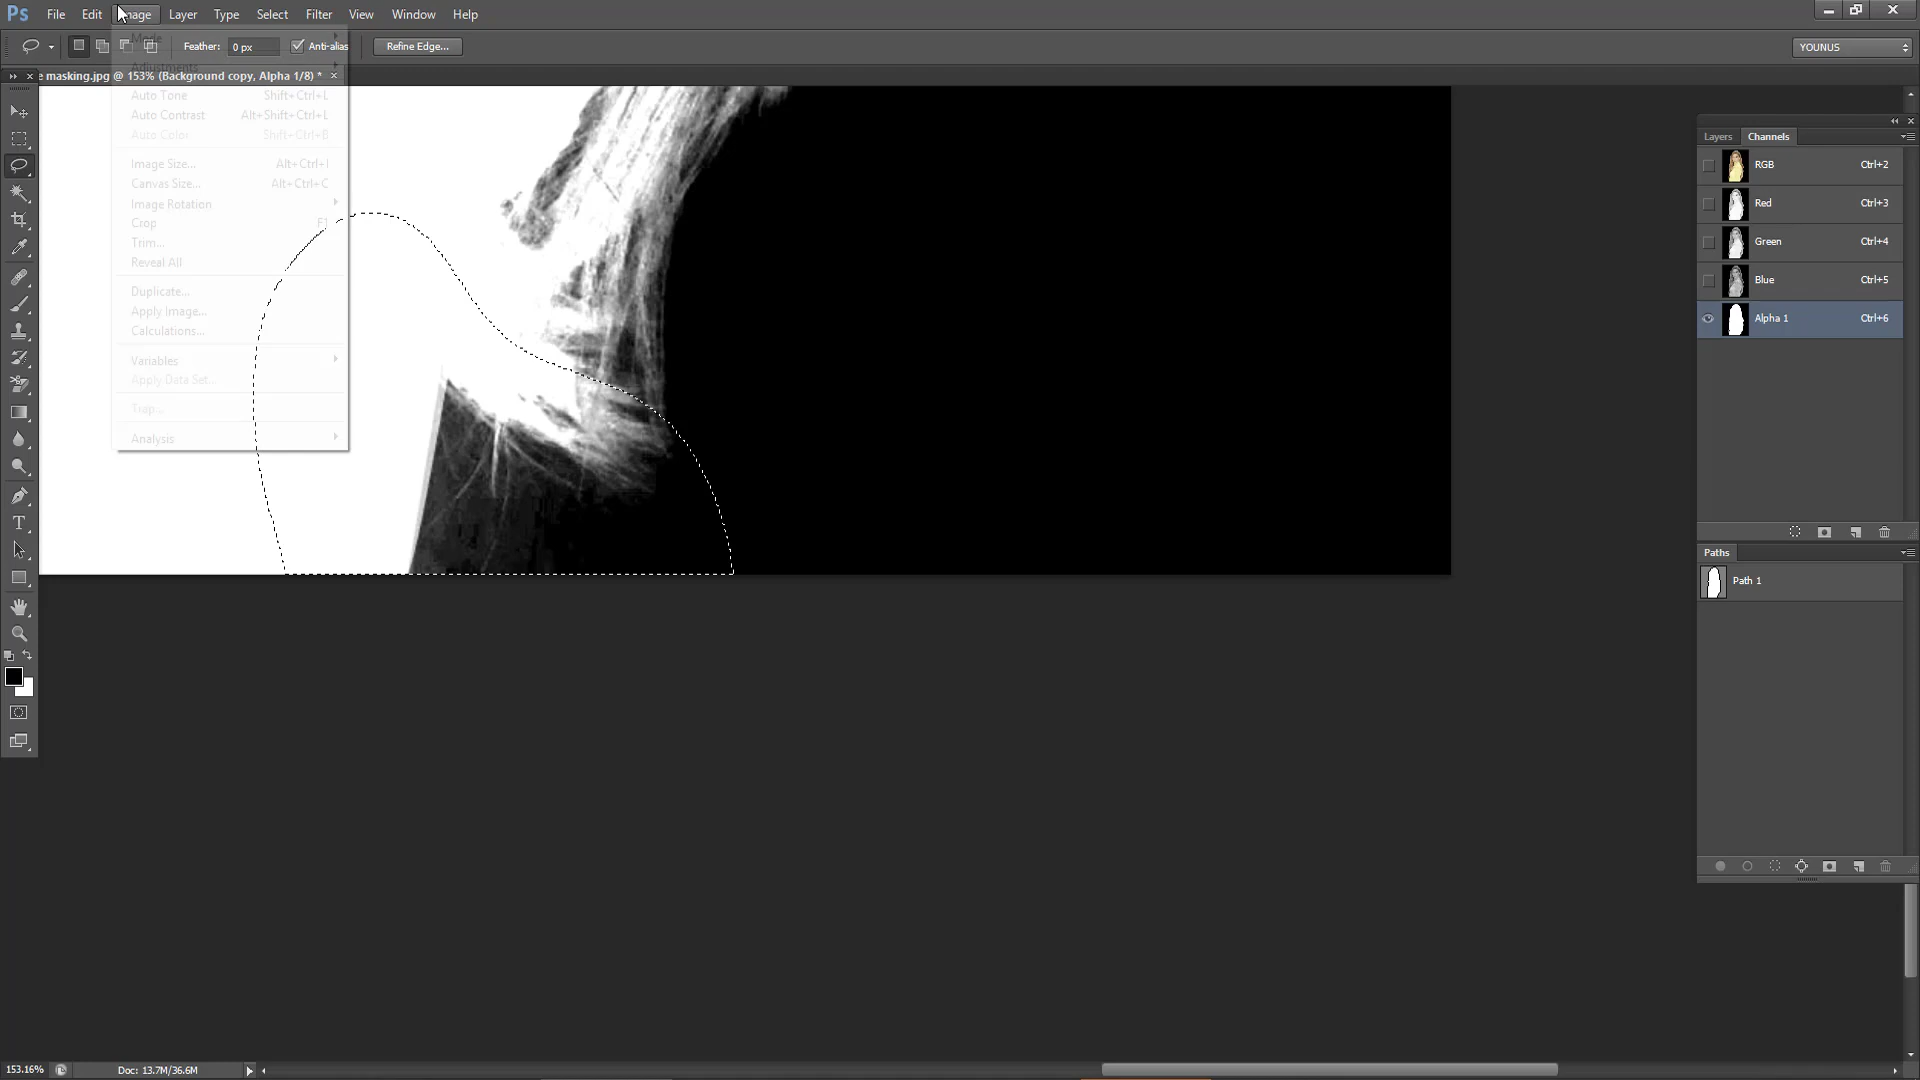 Ps File Edit Image Layer Type Select Filter View Window Help
Feather: 0 px Anti-alias Refine Edge... YOUNUS
e masking.jpg @ 153% (Background copy, Alpha 1/8) * ×
Mode
Adjustments
Auto Tone Shift+Ctrl+L
Auto Contrast Alt+Shift+Ctrl+L
Auto Color Shift+Ctrl+B
Image Size... Alt+Ctrl+I
Canvas Size... Alt+Ctrl+C
Image Rotation
Crop F1
Trim...
Reveal All
Duplicate...
Apply Image...
Calculations...
Variables
Apply Data Set...
Trap...
Analysis
Layers Channels
RGB Ctrl+2
Red Ctrl+3
Green Ctrl+4
Blue Ctrl+5
Alpha 1 Ctrl+6
Paths
Path 1
153.16% Doc: 13.7M/36.6M